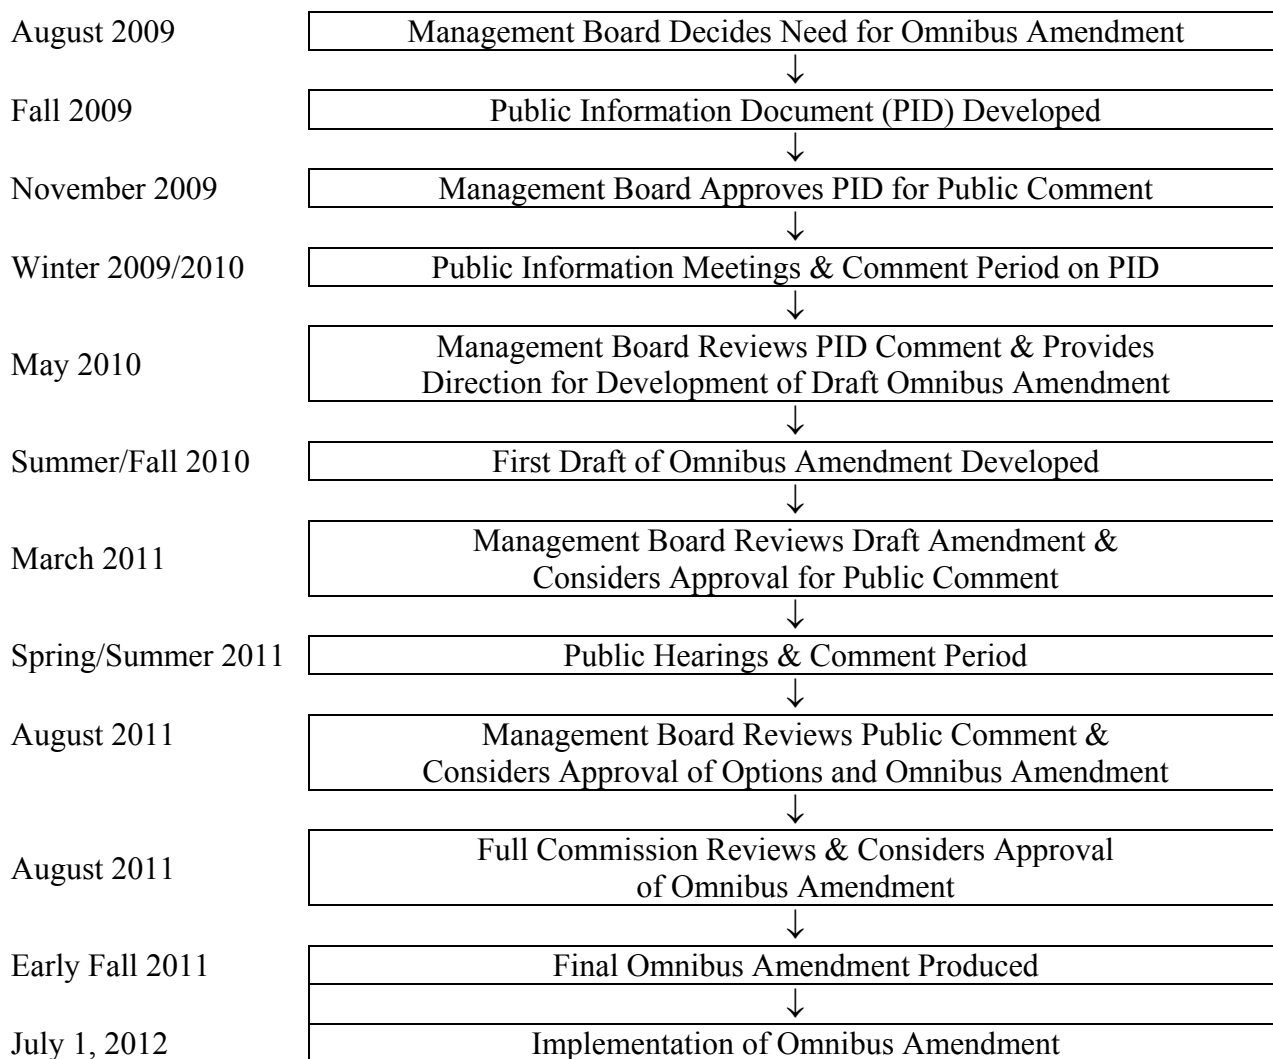 August 2009 Management Board Decides Need for Omnibus Amendment
↓
Fall 2009 Public Information Document (PID) Developed
↓
November 2009 Management Board Approves PID for Public Comment
↓
Winter 2009/2010 Public Information Meetings & Comment Period on PID
↓
May 2010 Management Board Reviews PID Comment & Provides
Direction for Development of Draft Omnibus Amendment
↓
Summer/Fall 2010 First Draft of Omnibus Amendment Developed
↓
March 2011 Management Board Reviews Draft Amendment &
Considers Approval for Public Comment
↓
Spring/Summer 2011 Public Hearings & Comment Period
↓
August 2011 Management Board Reviews Public Comment &
Considers Approval of Options and Omnibus Amendment
↓
August 2011 Full Commission Reviews & Considers Approval
of Omnibus Amendment
↓
Early Fall 2011 Final Omnibus Amendment Produced
↓
July 1, 2012 Implementation of Omnibus Amendment